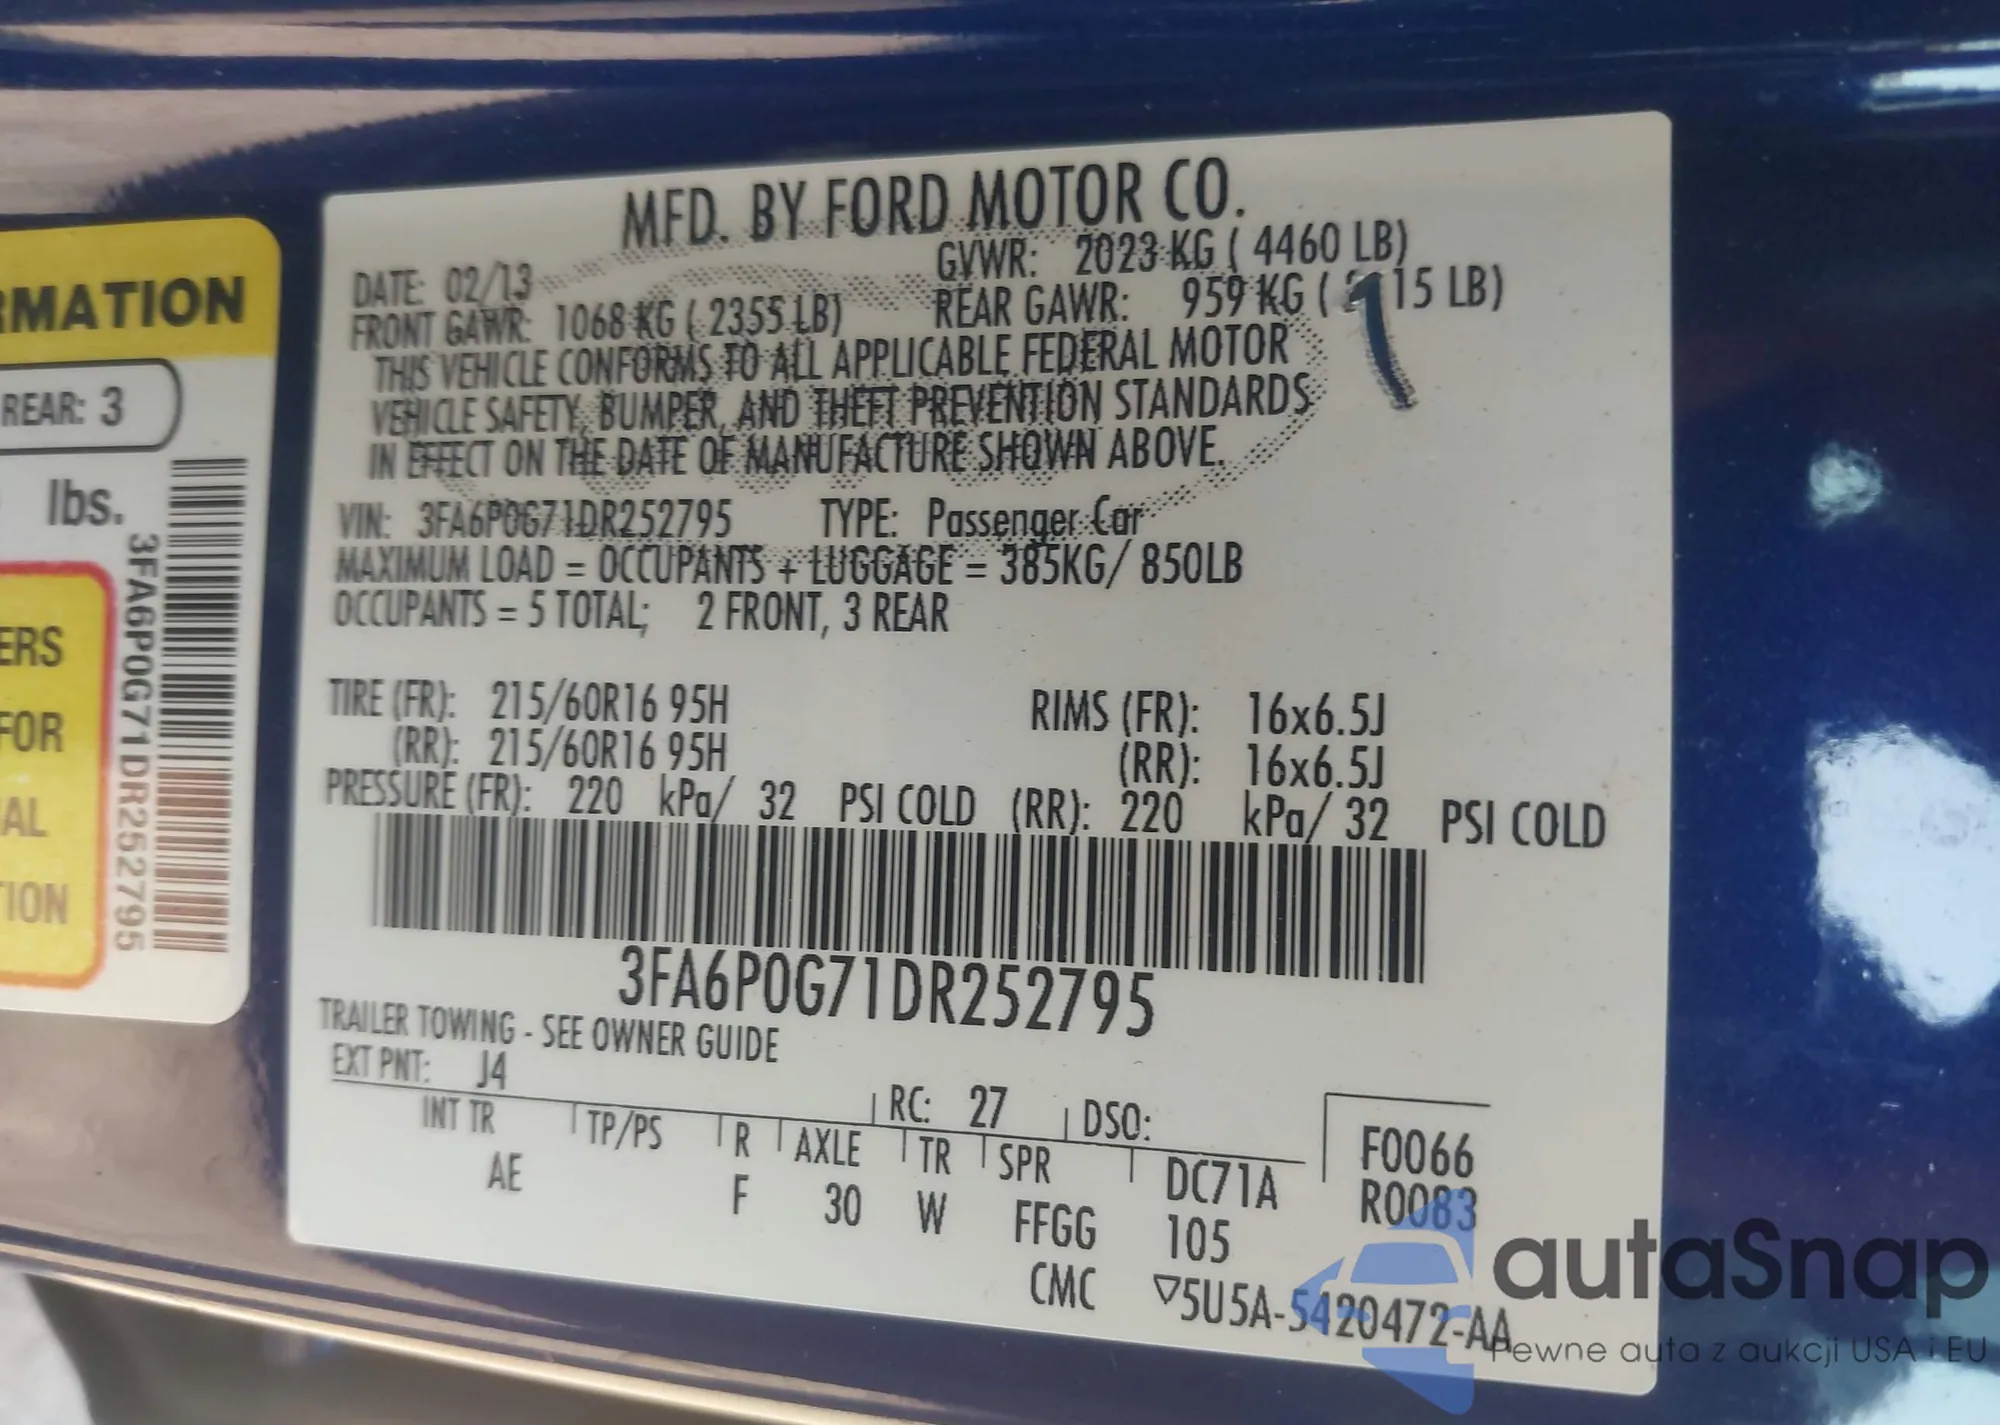 RMATION
REAR: 3
lbs.
3FA6P0G71DR252795
ERS
FOR
AL
ION
MFD. BY FORD MOTOR CO.
DATE: 02/13 GVWR: 2023 KG ( 4460 LB)
FRONT GAWR: 1068 KG ( 2355 LB) REAR GAWR: 959 KG ( 15 LB)
THIS VEHICLE CONFORMS TO ALL APPLICABLE FEDERAL MOTOR
VEHICLE SAFETY, BUMPER, AND THEFT PREVENTION STANDARDS
IN EFFECT ON THE DATE OF MANUFACTURE SHOWN ABOVE.
VIN: 3FA6P0G71DR252795 TYPE: Passenger Car
MAXIMUM LOAD = OCCUPANTS + LUGGAGE = 385KG/ 850LB
OCCUPANTS = 5 TOTAL; 2 FRONT, 3 REAR
TIRE (FR): 215/60R16 95H RIMS (FR): 16x6.5J
(RR): 215/60R16 95H (RR): 16x6.5J
PRESSURE (FR): 220 kPa/ 32 PSI COLD (RR): 220 kPa/ 32 PSI COLD
3FA6P0G71DR252795
TRAILER TOWING - SEE OWNER GUIDE
EXT PNT: J4 RC: 27 DSO: F0066
INT TR TP/PS R AXLE TR SPR DC71A R0083
AE F 30 W FFGG 105
CMC ▽5U5A-5420472-AA
autaSnap
Pewne auta z aukcji USA i EU